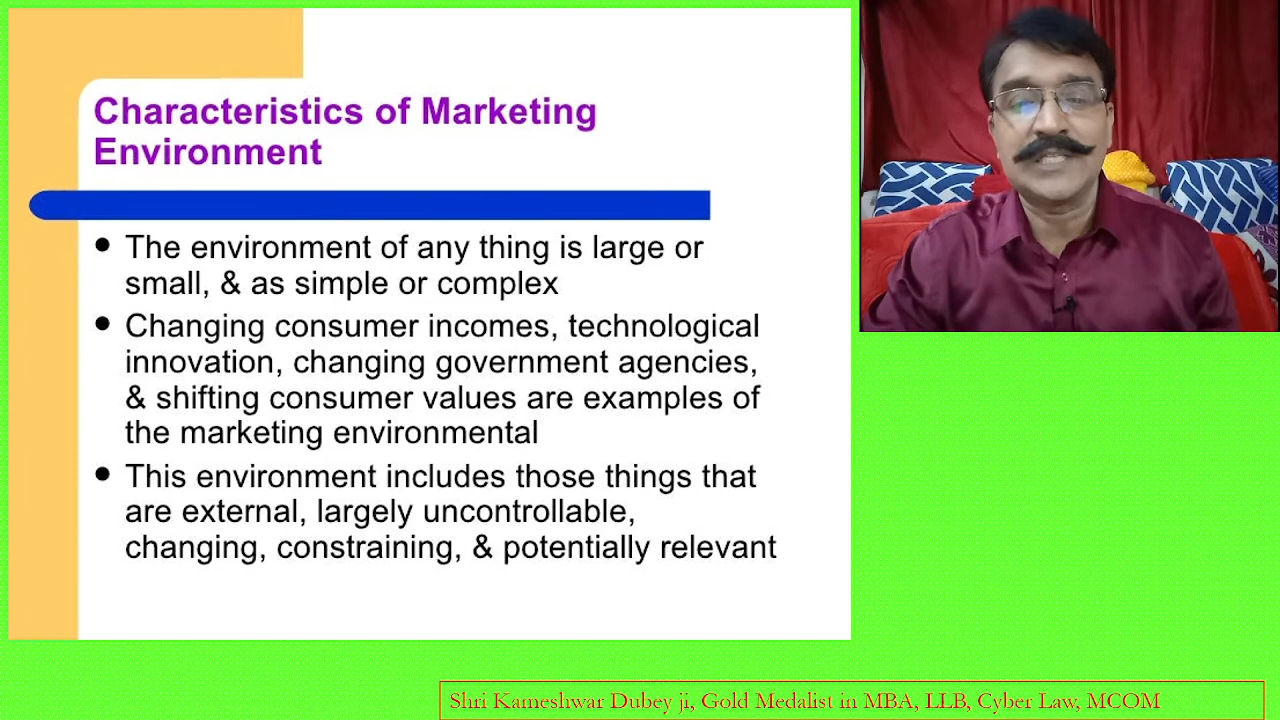 Characteristics of Marketing
Environment
● The environment of any thing is large or
small, & as simple or complex
● Changing consumer incomes, technological
innovation, changing government agencies,
& shifting consumer values are examples of
the marketing environmental
● This environment includes those things that
are external, largely uncontrollable,
changing, constraining, & potentially relevant
Shri Kameshwar Dubey ji, Gold Medalist in MBA, LLB, Cyber Law, MCOM